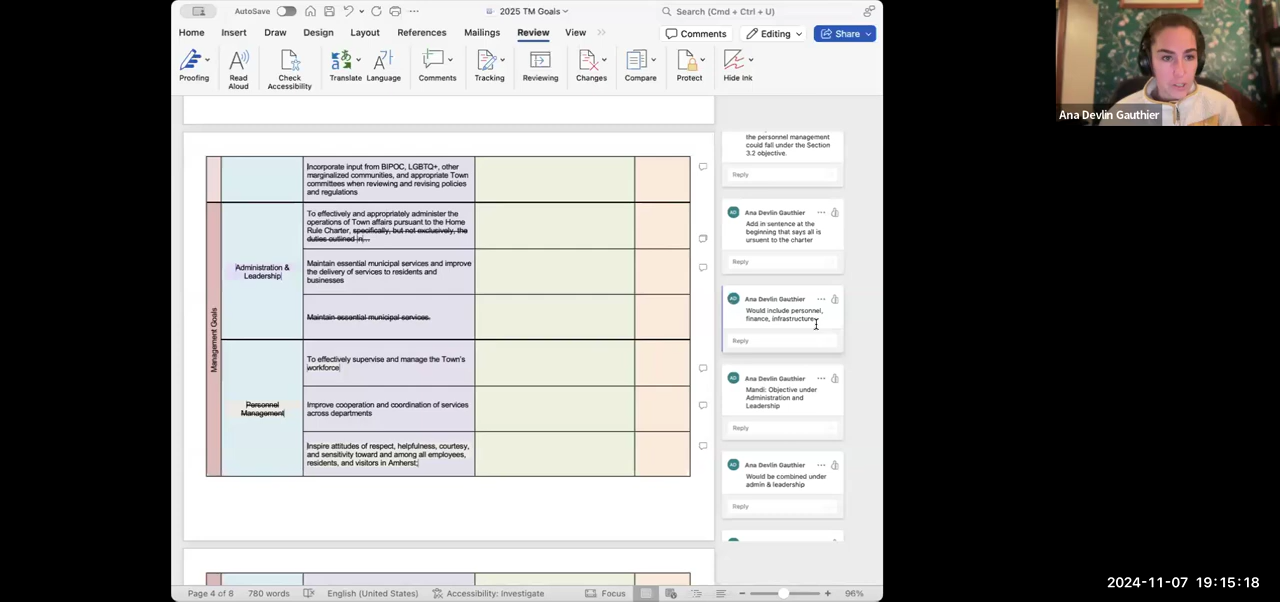 AutoSave
2025 TM Goals
Search (Cmd + Ctrl + U)
Home
Insert
Draw
Design
Layout
References
Mailings
Review
View
Comments
Editing
Share
Proofing
Read
Aloud
Check
Accessibility
Translate
Language
Comments
Tracking
Reviewing
Changes
Compare
Protect
Hide Ink
Incorporate input from BIPOC, LGBTQ+, other
marginalized communities, and appropriate Town
committees when reviewing and revising policies
and regulations
Management Goals
Administration &
Leadership
To effectively and appropriately administer the
operations of Town affairs pursuant to the Home
Rule Charter, specifically, but not exclusively, the
duties outlined in...
Maintain essential municipal services and improve
the delivery of services to residents and
businesses
Maintain essential municipal services.
Personnel
Management
To effectively supervise and manage the Town's
workforce
Improve cooperation and coordination of services
across departments
Inspire attitudes of respect, helpfulness, courtesy,
and sensitivity toward and among all employees,
residents, and visitors in Amherst;
the personnel management
could fall under the Section
3.2 objective.
Reply
AD Ana Devlin Gauthier
Add in sentence at the
beginning that says all is
ursuent to the charter
Reply
AD Ana Devlin Gauthier
Would include personnel,
finance, infrastructure
Reply
AD Ana Devlin Gauthier
Mandi: Objective under
Administration and
Leadership
Reply
AD Ana Devlin Gauthier
Would be combined under
admin & leadership
Reply
Page 4 of 8
780 words
English (United States)
Accessibility: Investigate
Focus
96%
Ana Devlin Gauthier
2024-11-07 19:15:18